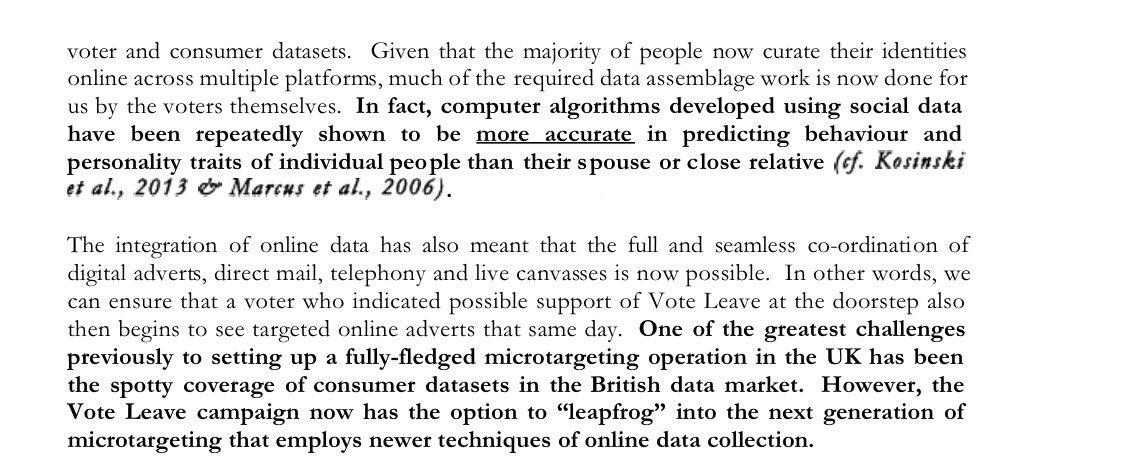 voter and consumer datasets. Given that the majority of people now curate their identities
online across multiple platforms, much of the required data assemblage work is now done for
us by the voters themselves. In fact, computer algorithms developed using social data
have been repeatedly shown to be more accurate in predicting behaviour and
personality traits of individual people than their spouse or close relative (cf. Kosinski
et al., 2013 & Marcus et al., 2006).
The integration of online data has also meant that the full and seamless co-ordination of
digital adverts, direct mail, telephony and live canvasses is now possible. In other words, we
can ensure that a voter who indicated possible support of Vote Leave at the doorstep also
then begins to see targeted online adverts that same day. One of the greatest challenges
previously to setting up a fully-fledged microtargeting operation in the UK has been
the spotty coverage of consumer datasets in the British data market. However, the
Vote Leave campaign now has the option to “leapfrog” into the next generation of
microtargeting that employs newer techniques of online data collection.